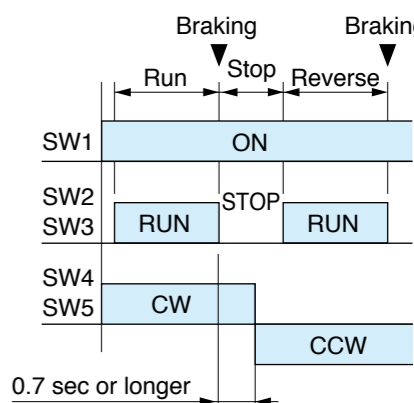 Braking
Braking
Run
Stop
Reverse
SW1
ON
SW2
SW3
RUN
STOP
RUN
SW4
SW5
CW
CCW
0.7 sec or longer